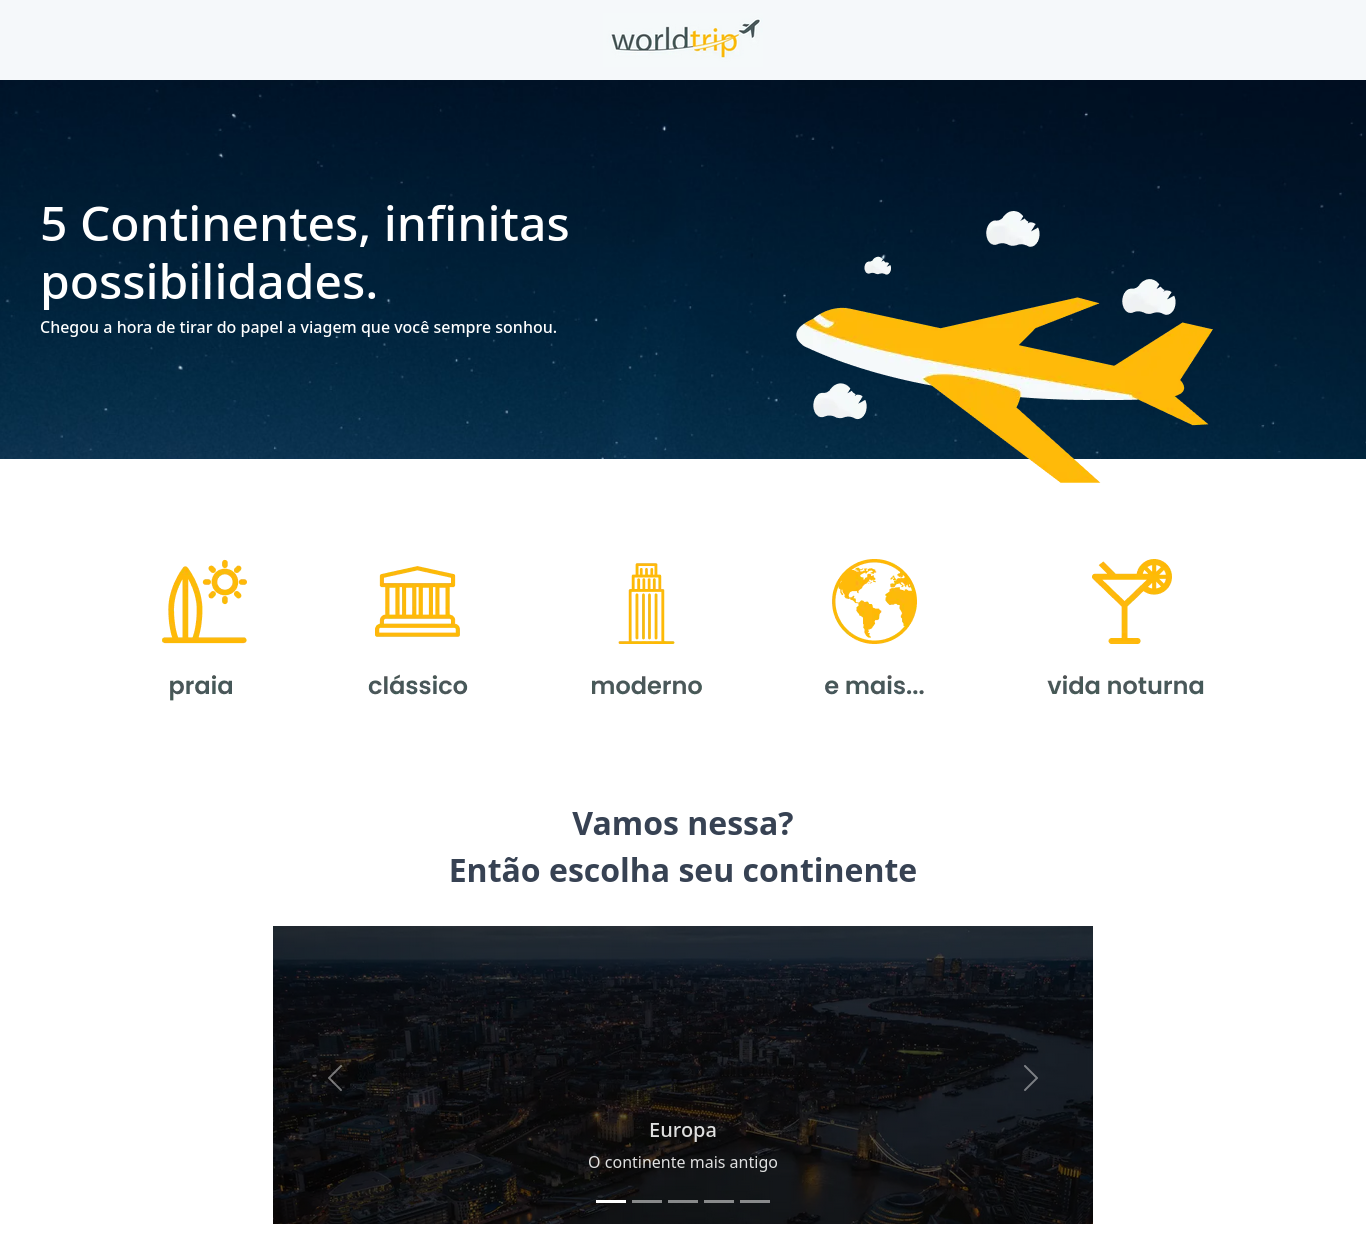 worldtrip
5 Continentes, infinitas
possibilidades.
Chegou a hora de tirar do papel a viagem que você sempre sonhou.
praia
clássico
moderno
e mais...
vida noturna
Vamos nessa?
Então escolha seu continente
Europa
O continente mais antigo